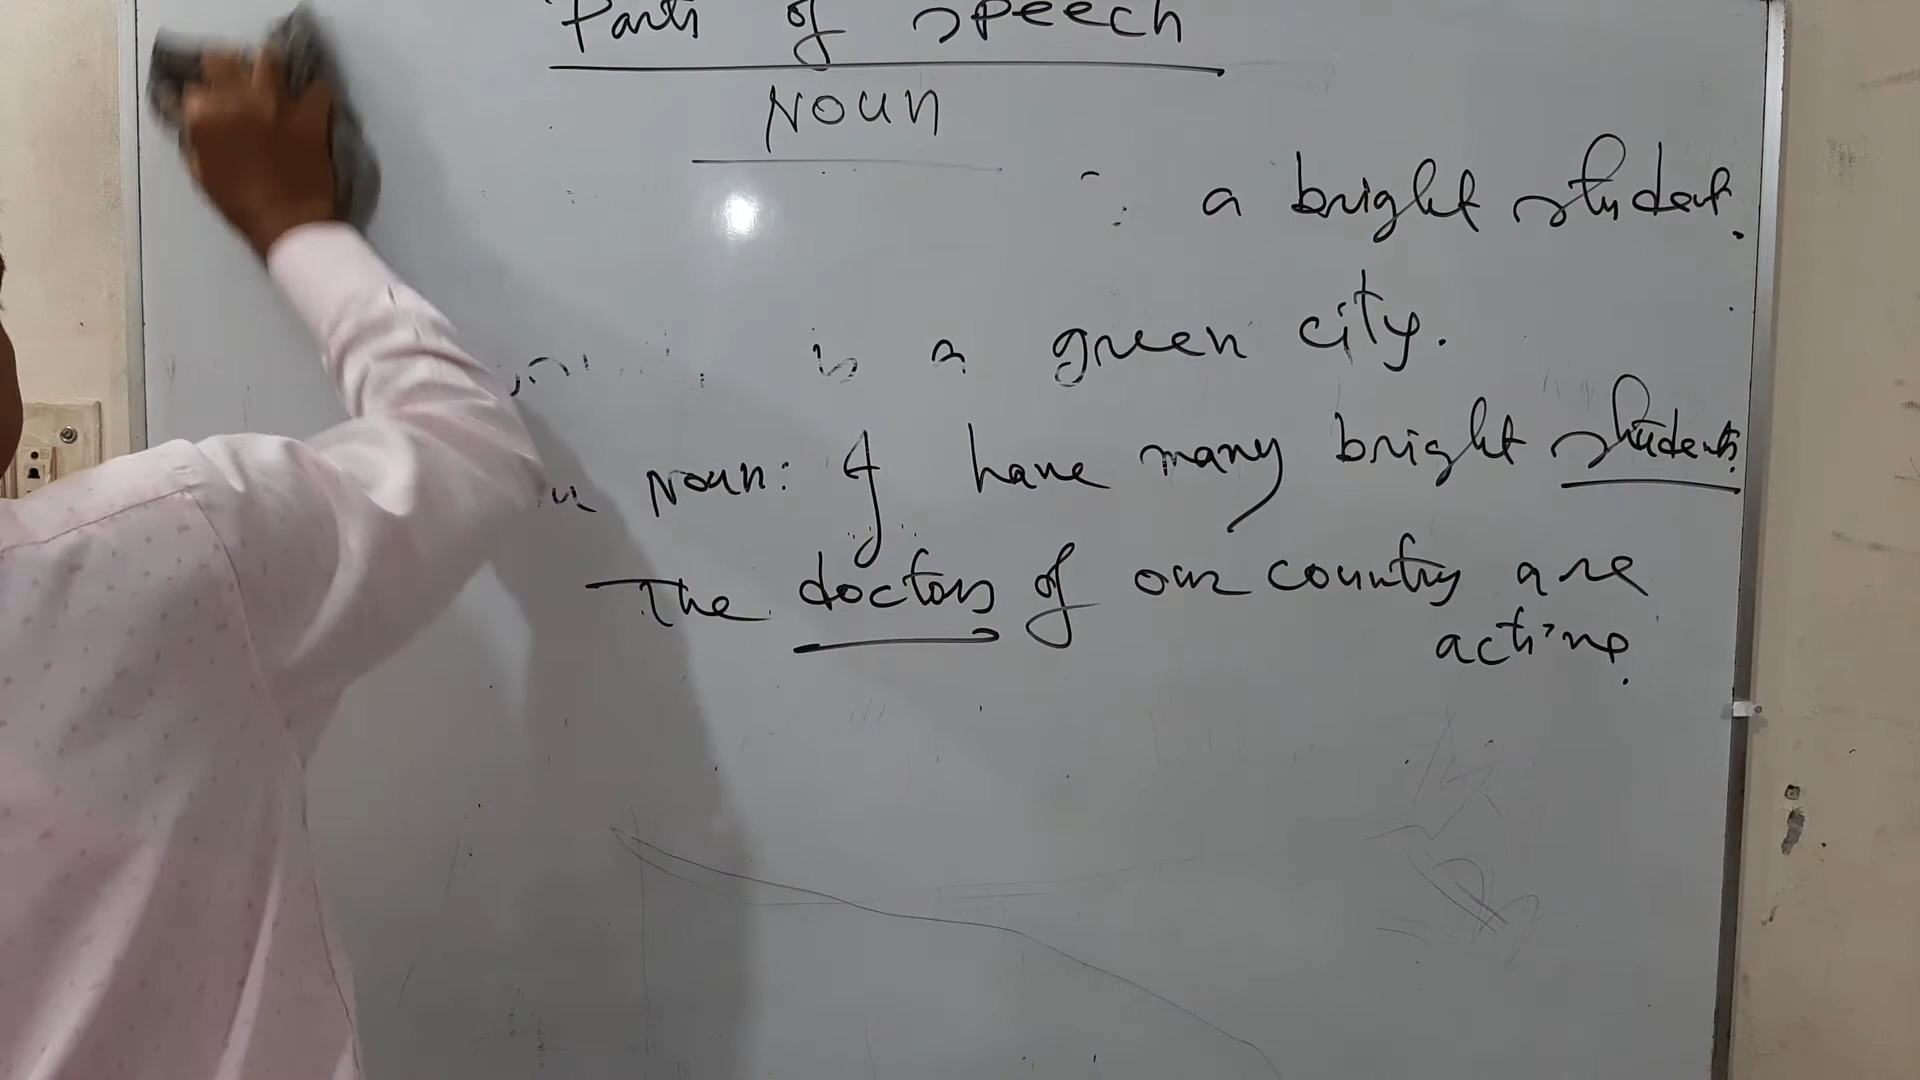 Parts of speech
Noun
a bright student.
is a green city.
Noun: I have many bright students.
The doctors of our country are
active.